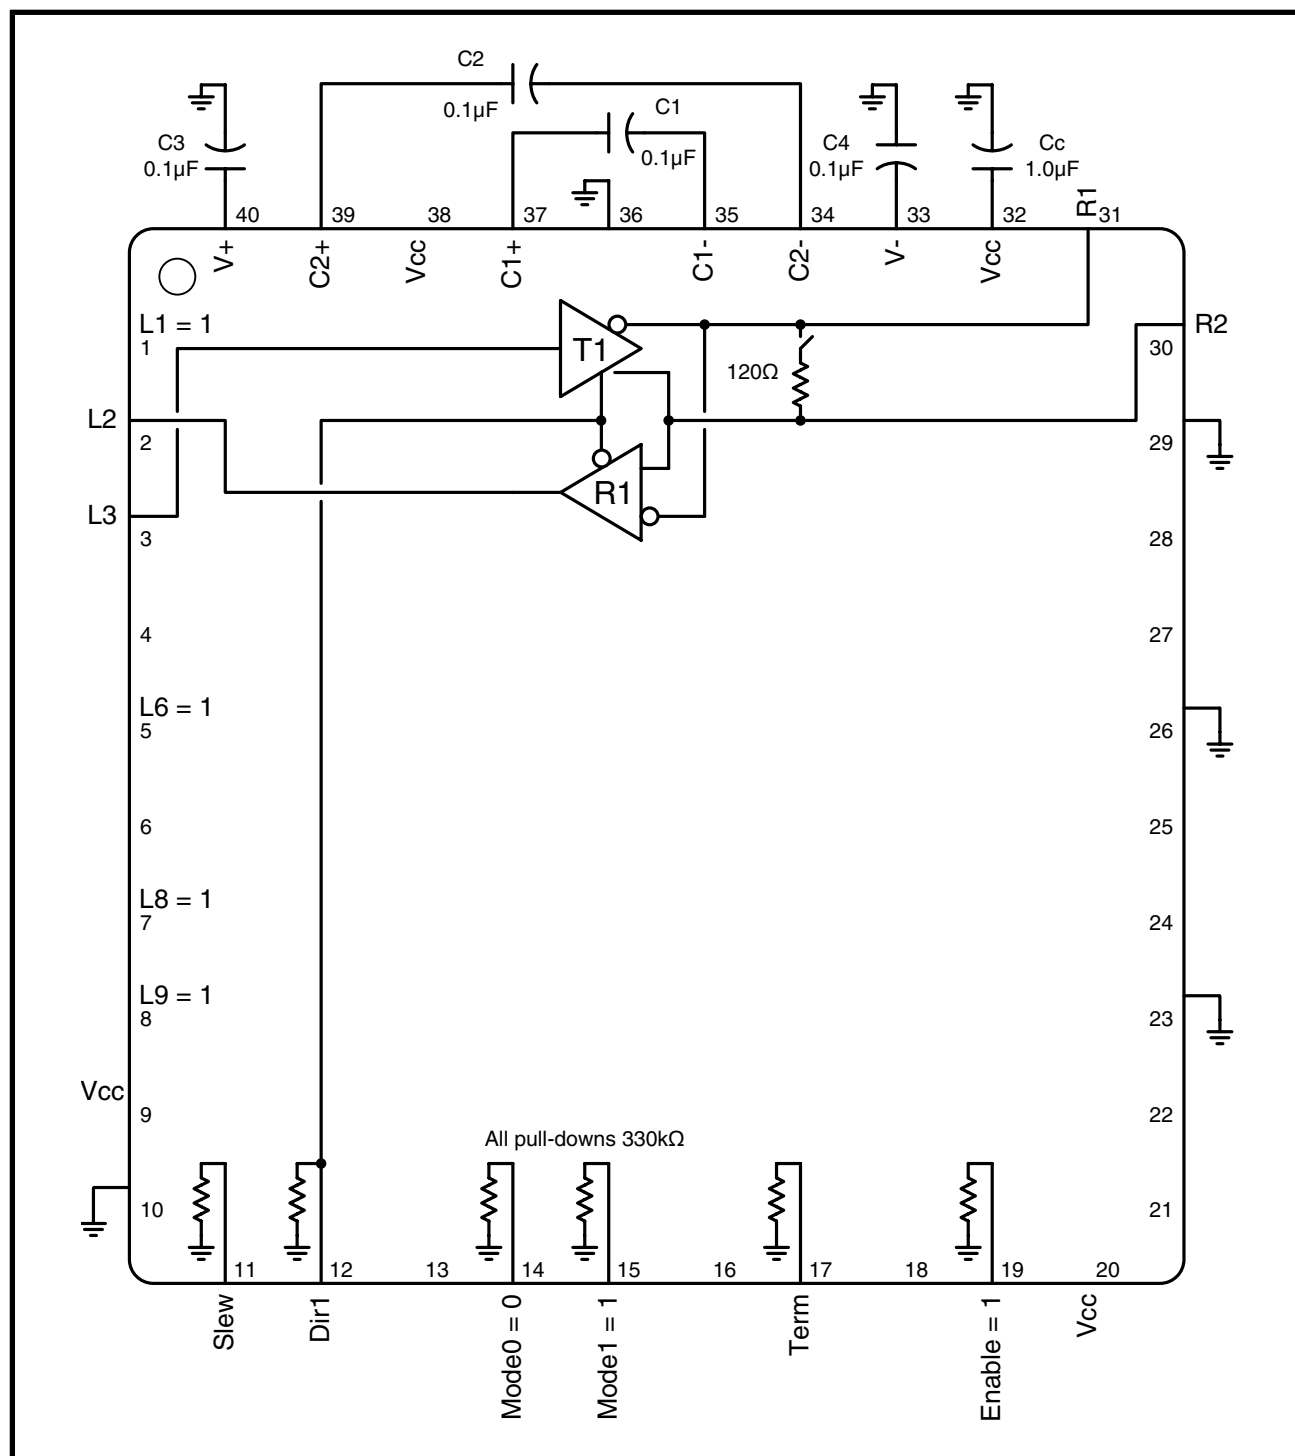 C2
0.1µF
C1
0.1µF
C3
0.1µF
C4
0.1µF
Cc
1.0µF
R1
40
39
38
37
36
35
34
33
32
31
V+
C2+
Vcc
C1+
C1-
C2-
V-
Vcc
L1 = 1
1
T1
R2
30
120Ω
L2
2
29
R1
L3
3
28
4
27
L6 = 1
5
26
6
25
L8 = 1
7
24
L9 = 1
8
23
Vcc
9
22
All pull-downs 330kΩ
10
21
11
12
13
14
15
16
17
18
19
20
Slew
Dir1
Mode0 = 0
Mode1 = 1
Term
Enable = 1
Vcc